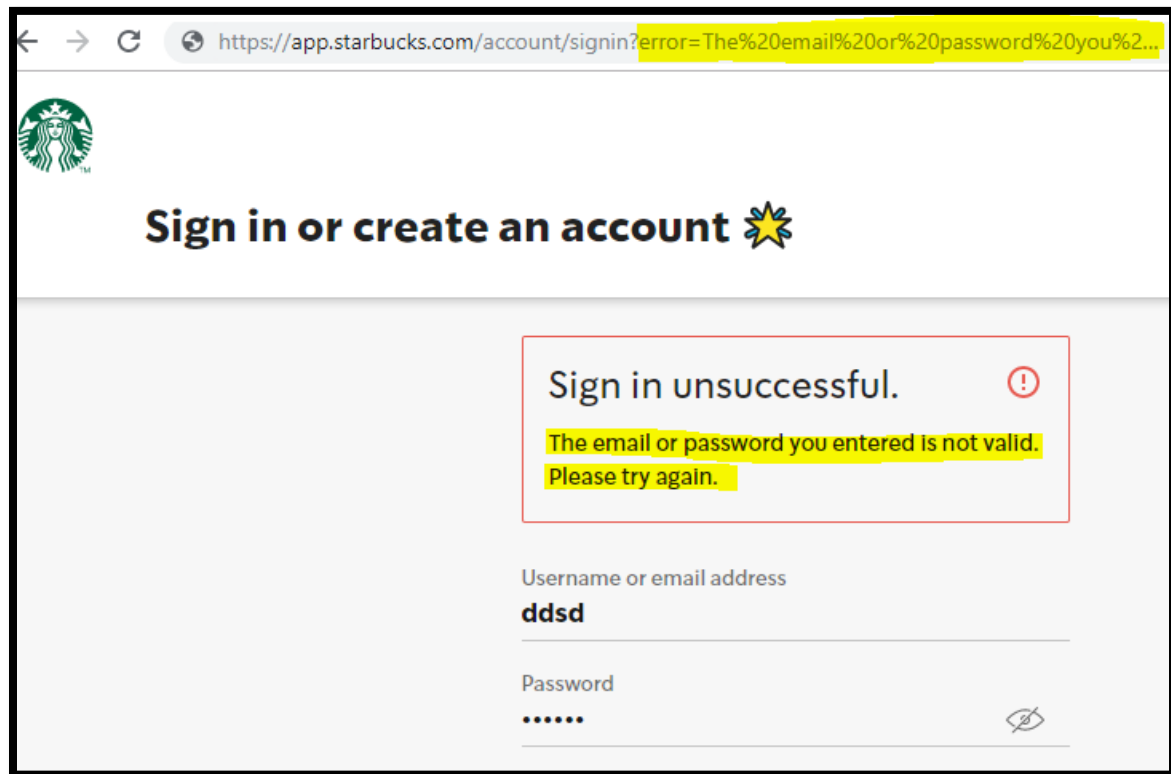 https://app.starbucks.com/account/signin?error=The%20email%20or%20password%20you%2...
TM
Sign in or create an account
Sign in unsuccessful.
The email or password you entered is not valid.
Please try again.
Username or email address
ddsd
Password
••••••